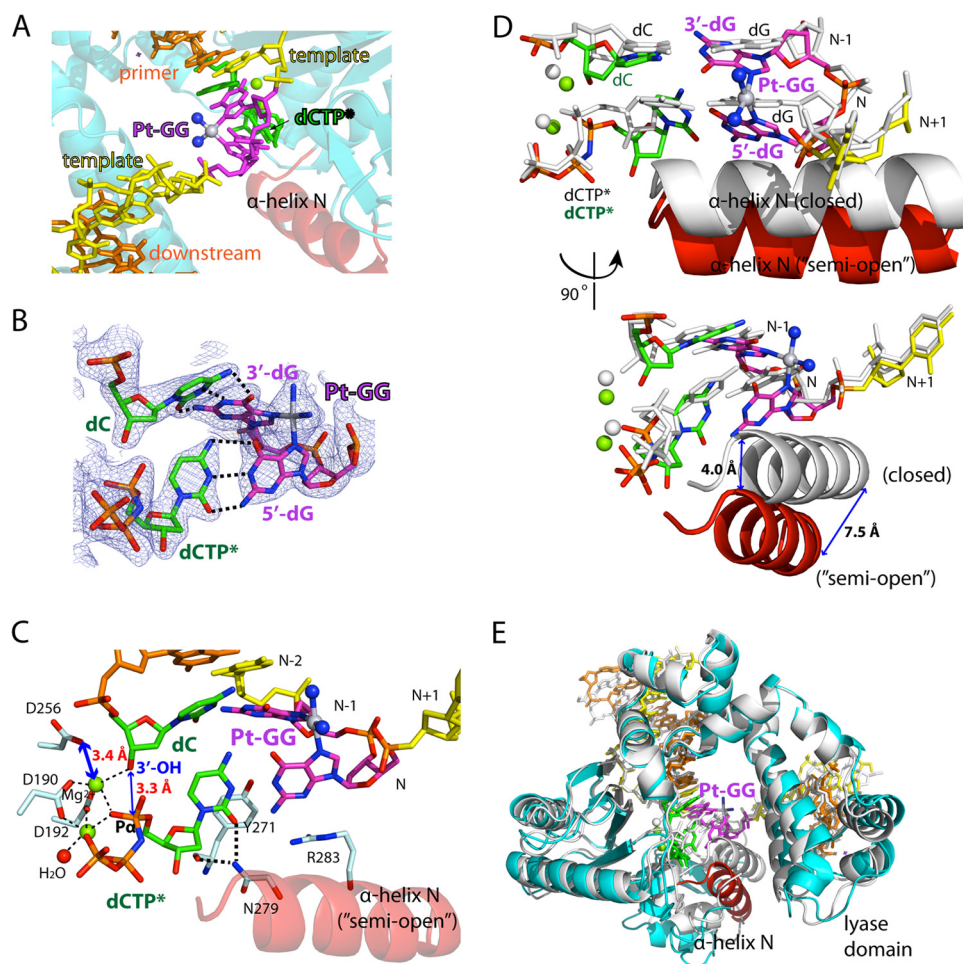 A
primer
template
Pt-GG
dCTP*
template
α-helix N
downstream
B
3′-dG
Pt-GG
dC
5′-dG
dCTP*
C
N-2
N-1
N+1
D256
dC
Pt-GG
3.4 Å
3′-OH
D190
Mg²⁺
3.3 Å
N
D192
Pα
Y271
R283
H₂O
dCTP*
N279
α-helix N
("semi-open")
D
3′-dG
dC
dG
N-1
dC
Pt-GG
N
dG
N+1
5′-dG
dCTP*
dCTP*
α-helix N (closed)
α-helix N ("semi-open")
90°
N-1
N
N+1
4.0 Å
(closed)
7.5 Å
("semi-open")
E
Pt-GG
α-helix N
lyase
domain